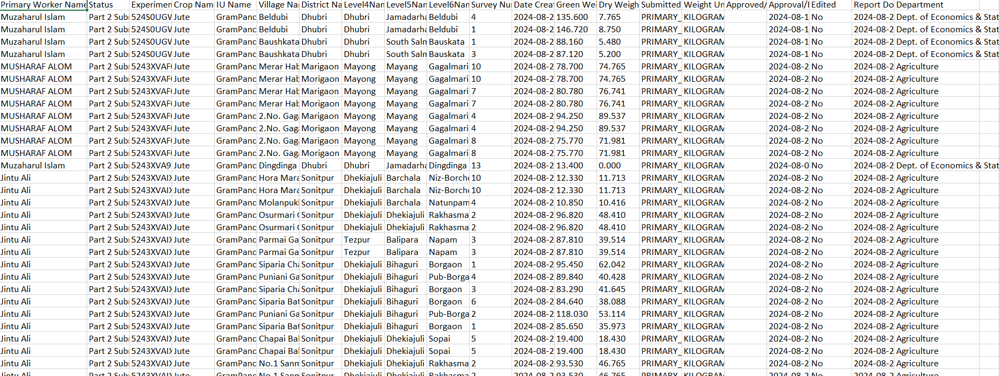 Primary Worker Name Status Experimen Crop Nam IU Name Village Na District Na Level4Nan Level5Nan Level6Nan Survey Nu Date Creat Green Wei Dry Weigh Submitted Weight Un Approved/ Approval/I Edited Report Do Department
Muzaharul Islam Part 2 Sub 524S0UGV Jute GramPanc Beldubi Dhubri Dhubri Jamadarha Beldubi 4 2024-08-2 135.600 7.765 PRIMARY_ KILOGRAM 2024-08-1 No 2024-08-2 Dept. of Economics & Stat
Muzaharul Islam Part 2 Sub 524S0UGV Jute GramPanc Beldubi Dhubri Dhubri Jamadarha Beldubi 1 2024-08-2 146.720 8.750 PRIMARY_ KILOGRAM 2024-08-1 No 2024-08-2 Dept. of Economics & Stat
Muzaharul Islam Part 2 Sub 524S0UGV Jute GramPanc Baushkata Dhubri Dhubri South Saln Bauskata 1 2024-08-2 88.160 5.480 PRIMARY_ KILOGRAM 2024-08-1 No 2024-08-2 Dept. of Economics & Stat
Muzaharul Islam Part 2 Sub 524S0UGV Jute GramPanc Baushkata Dhubri Dhubri South Saln Bauskata 3 2024-08-2 87.120 5.200 PRIMARY_ KILOGRAM 2024-08-1 No 2024-08-2 Dept. of Economics & Stat
MUSHARAF ALOM Part 2 Sub 5243XVAF Jute GramPanc Merar Hab Marigaon Mayong Mayang Gagalmari 10 2024-08-2 78.700 74.765 PRIMARY_ KILOGRAM 2024-08-2 No 2024-08-2 Agriculture
MUSHARAF ALOM Part 2 Sub 5243XVAF Jute GramPanc Merar Hab Morigaon Mayong Mayang Gagalmari 10 2024-08-2 78.700 74.765 PRIMARY_ KILOGRAM 2024-08-2 No 2024-08-2 Agriculture
MUSHARAF ALOM Part 2 Sub 5243XVAF Jute GramPanc Merar Hab Marigaon Mayong Mayang Gagalmari 7 2024-08-2 80.780 76.741 PRIMARY_ KILOGRAM 2024-08-2 No 2024-08-2 Agriculture
MUSHARAF ALOM Part 2 Sub 5243XVAF Jute GramPanc Merar Hab Morigaon Mayong Mayang Gagalmari 7 2024-08-2 80.780 76.741 PRIMARY_ KILOGRAM 2024-08-2 No 2024-08-2 Agriculture
MUSHARAF ALOM Part 2 Sub 5243XVAF Jute GramPanc 2.No. Gag Marigaon Mayong Mayang Gagalmari 4 2024-08-2 94.250 89.537 PRIMARY_ KILOGRAM 2024-08-2 No 2024-08-2 Agriculture
MUSHARAF ALOM Part 2 Sub 5243XVAF Jute GramPanc 2.No. Gag Morigaon Mayong Mayang Gagalmari 4 2024-08-2 94.250 89.537 PRIMARY_ KILOGRAM 2024-08-2 No 2024-08-2 Agriculture
MUSHARAF ALOM Part 2 Sub 5243XVAF Jute GramPanc 2.No. Gag Marigaon Mayong Mayang Gagalmari 8 2024-08-2 75.770 71.981 PRIMARY_ KILOGRAM 2024-08-2 No 2024-08-2 Agriculture
MUSHARAF ALOM Part 2 Sub 5243XVAF Jute GramPanc 2.No. Gag Morigaon Mayong Mayang Gagalmari 8 2024-08-2 75.770 71.981 PRIMARY_ KILOGRAM 2024-08-2 No 2024-08-2 Agriculture
Muzaharul Islam Part 2 Sub 5243XVA9 Jute GramPanc Dingdinga Dhubri Dhubri Jamadarha Dingdinga 13 2024-08-2 13.400 0.000 PRIMARY_ KILOGRAM 2024-08-0 No 2024-08-2 Dept. of Economics & Stat
Jintu Ali Part 2 Sub 5243XVAIX Jute GramPanc Hora Mara Sonitpur Dhekiajuli Barchala Niz-Borch 10 2024-08-2 12.330 11.713 PRIMARY_ KILOGRAM 2024-08-2 No 2024-08-2 Agriculture
Jintu Ali Part 2 Sub 5243XVAIX Jute GramPanc Hora Mara Sonitpur Dhekiajuli Barchala Niz-Borch 10 2024-08-2 12.330 11.713 PRIMARY_ KILOGRAM 2024-08-2 No 2024-08-2 Agriculture
Jintu Ali Part 2 Sub 5243XVAIX Jute GramPanc Molanpuk Sonitpur Dhekiajuli Barchala Natunpam 4 2024-08-2 10.850 10.416 PRIMARY_ KILOGRAM 2024-08-2 No 2024-08-2 Agriculture
Jintu Ali Part 2 Sub 5243XVAIX Jute GramPanc Osurmari Sonitpur Dhekiajuli Dhekiajuli Rakhasma 2 2024-08-2 96.820 48.410 PRIMARY_ KILOGRAM 2024-08-2 No 2024-08-2 Agriculture
Jintu Ali Part 2 Sub 5243XVAIX Jute GramPanc Osurmari Sonitpur Dhekiajuli Dhekiajuli Rakhasma 2 2024-08-2 96.820 48.410 PRIMARY_ KILOGRAM 2024-08-2 No 2024-08-2 Agriculture
Jintu Ali Part 2 Sub 5243XVAIX Jute GramPanc Parmai Ga Sonitpur Tezpur Balipara Napam 3 2024-08-2 87.810 39.514 PRIMARY_ KILOGRAM 2024-08-2 No 2024-08-2 Agriculture
Jintu Ali Part 2 Sub 5243XVAIX Jute GramPanc Parmai Ga Sonitpur Tezpur Balipara Napam 3 2024-08-2 87.810 39.514 PRIMARY_ KILOGRAM 2024-08-2 No 2024-08-2 Agriculture
Jintu Ali Part 2 Sub 5243XVAIX Jute GramPanc Siparia Cha Sonitpur Dhekiajuli Bihaguri Borgaon 1 2024-08-2 95.450 62.042 PRIMARY_ KILOGRAM 2024-08-2 No 2024-08-2 Agriculture
Jintu Ali Part 2 Sub 5243XVAIX Jute GramPanc Puniani Ga Sonitpur Dhekiajuli Bihaguri Pub-Borga 4 2024-08-2 89.840 40.428 PRIMARY_ KILOGRAM 2024-08-2 No 2024-08-2 Agriculture
Jintu Ali Part 2 Sub 5243XVAIX Jute GramPanc Siparia Cha Sonitpur Dhekiajuli Bihaguri Borgaon 3 2024-08-2 83.290 41.645 PRIMARY_ KILOGRAM 2024-08-2 No 2024-08-2 Agriculture
Jintu Ali Part 2 Sub 5243XVAIX Jute GramPanc Siparia Bat Sonitpur Dhekiajuli Bihaguri Borgaon 6 2024-08-2 84.640 38.088 PRIMARY_ KILOGRAM 2024-08-2 No 2024-08-2 Agriculture
Jintu Ali Part 2 Sub 5243XVAIX Jute GramPanc Puniani Ga Sonitpur Dhekiajuli Bihaguri Pub-Borga 2 2024-08-2 118.030 53.114 PRIMARY_ KILOGRAM 2024-08-2 No 2024-08-2 Agriculture
Jintu Ali Part 2 Sub 5243XVAIX Jute GramPanc Siparia Bat Sonitpur Dhekiajuli Bihaguri Borgaon 1 2024-08-2 85.650 35.973 PRIMARY_ KILOGRAM 2024-08-2 No 2024-08-2 Agriculture
Jintu Ali Part 2 Sub 5243XVAIX Jute GramPanc Chapai Bal Sonitpur Dhekiajuli Dhekiajuli Sopai 5 2024-08-2 19.400 18.430 PRIMARY_ KILOGRAM 2024-08-2 No 2024-08-2 Agriculture
Jintu Ali Part 2 Sub 5243XVAIX Jute GramPanc Chapai Bal Sonitpur Dhekiajuli Dhekiajuli Sopai 5 2024-08-2 19.400 18.430 PRIMARY_ KILOGRAM 2024-08-2 No 2024-08-2 Agriculture
Jintu Ali Part 2 Sub 5243XVAIX Jute GramPanc No.1 Sanm Sonitpur Dhekiajuli Dhekiajuli Rakhasma 2 2024-08-2 93.530 46.765 PRIMARY_ KILOGRAM 2024-08-2 No 2024-08-2 Agriculture